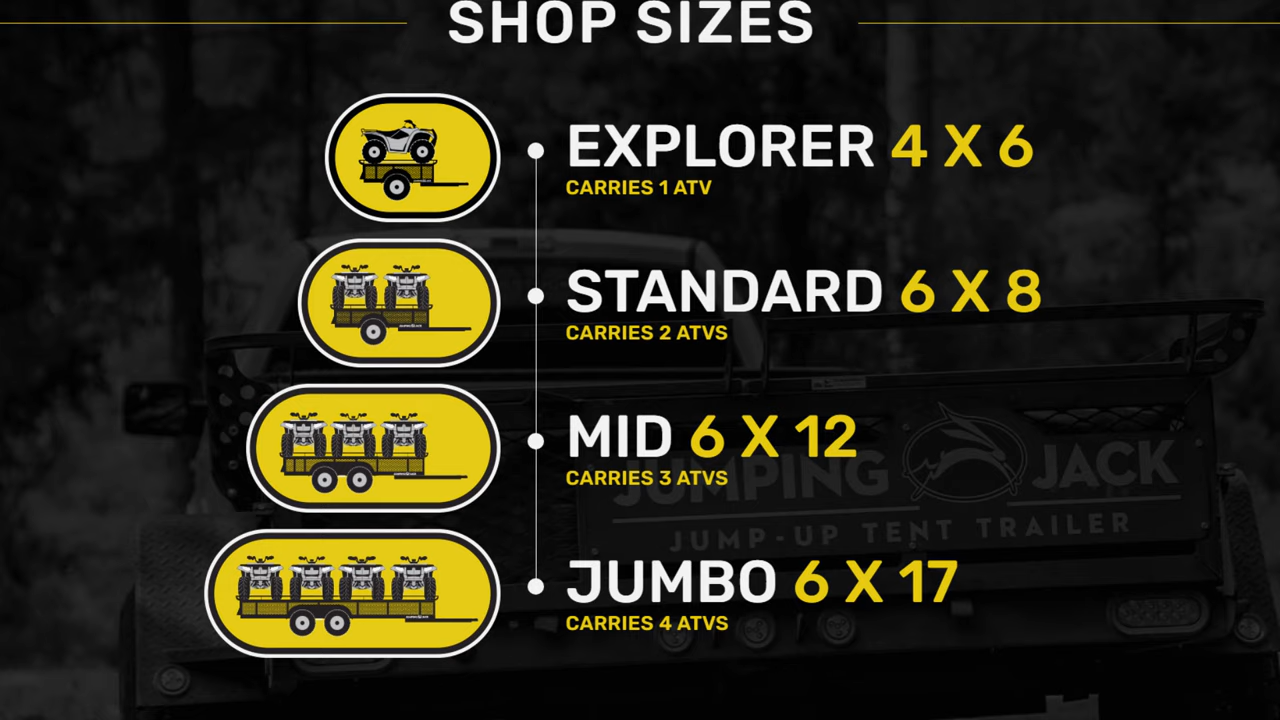 SHOP SIZES
EXPLORER 4 X 6
CARRIES 1 ATV
STANDARD 6 X 8
CARRIES 2 ATVS
MID 6 X 12
CARRIES 3 ATVS
JUMPING JACK
JUMP-UP TENT TRAILER
JUMBO 6 X 17
CARRIES 4 ATVS